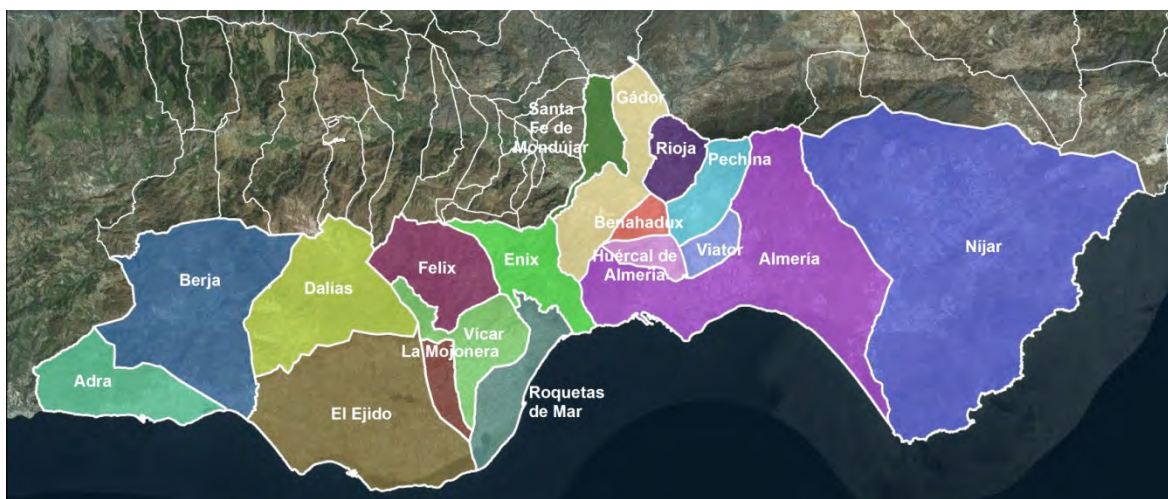 Santa
Fe de
Mondújar
Gádor
Rioja
Pechina
Benahadux
Huércal de
Almería
Viator
Almería
Níjar
Berja
Dalías
Felix
Enix
Vícar
La Mojonera
Adra
El Ejido
Roquetas
de Mar